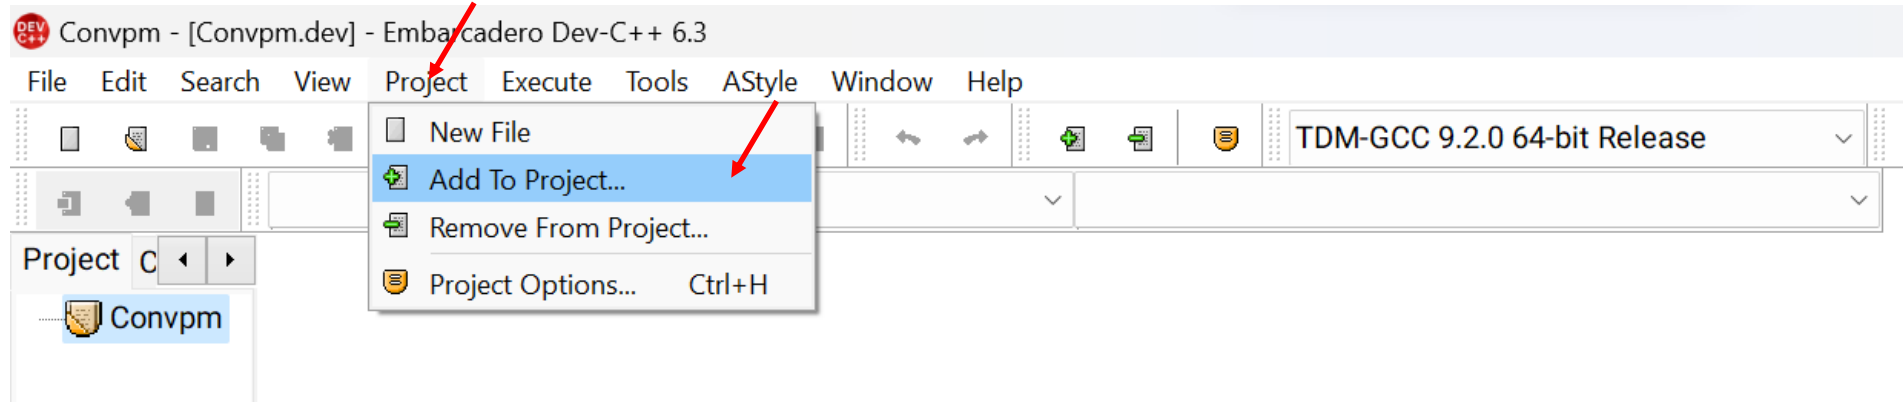 DEV C++ Convpm - [Convpm.dev] - Embarcadero Dev-C++ 6.3
File Edit Search View Project Execute Tools AStyle Window Help
New File
TDM-GCC 9.2.0 64-bit Release
Add To Project...
Remove From Project...
Project Options... Ctrl+H
Project C
Convpm